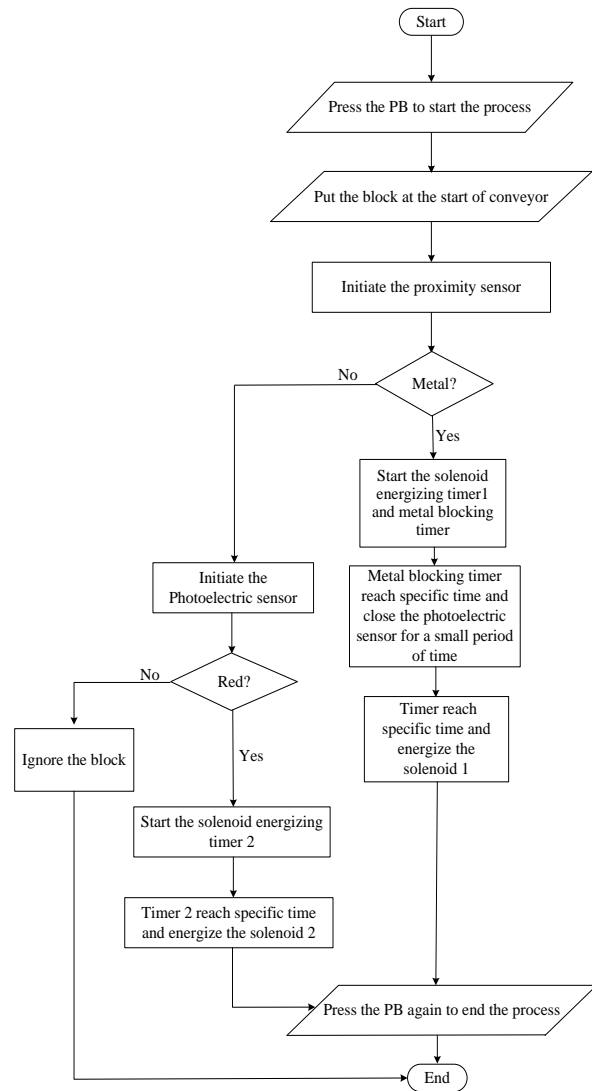 Start
Press the PB to start the process
Put the block at the start of conveyor
Initiate the proximity sensor
Metal?
No
Yes
Start the solenoid
energizing timer1
and metal blocking
timer
Initiate the
Photoelectric sensor
Metal blocking timer
reach specific time and
close the photoelectric
sensor for a small period
of time
No
Red?
Yes
Timer reach
specific time and
energize the
solenoid 1
Ignore the block
Start the solenoid energizing
timer 2
Timer 2 reach specific time
and energize the solenoid 2
Press the PB again to end the process
End